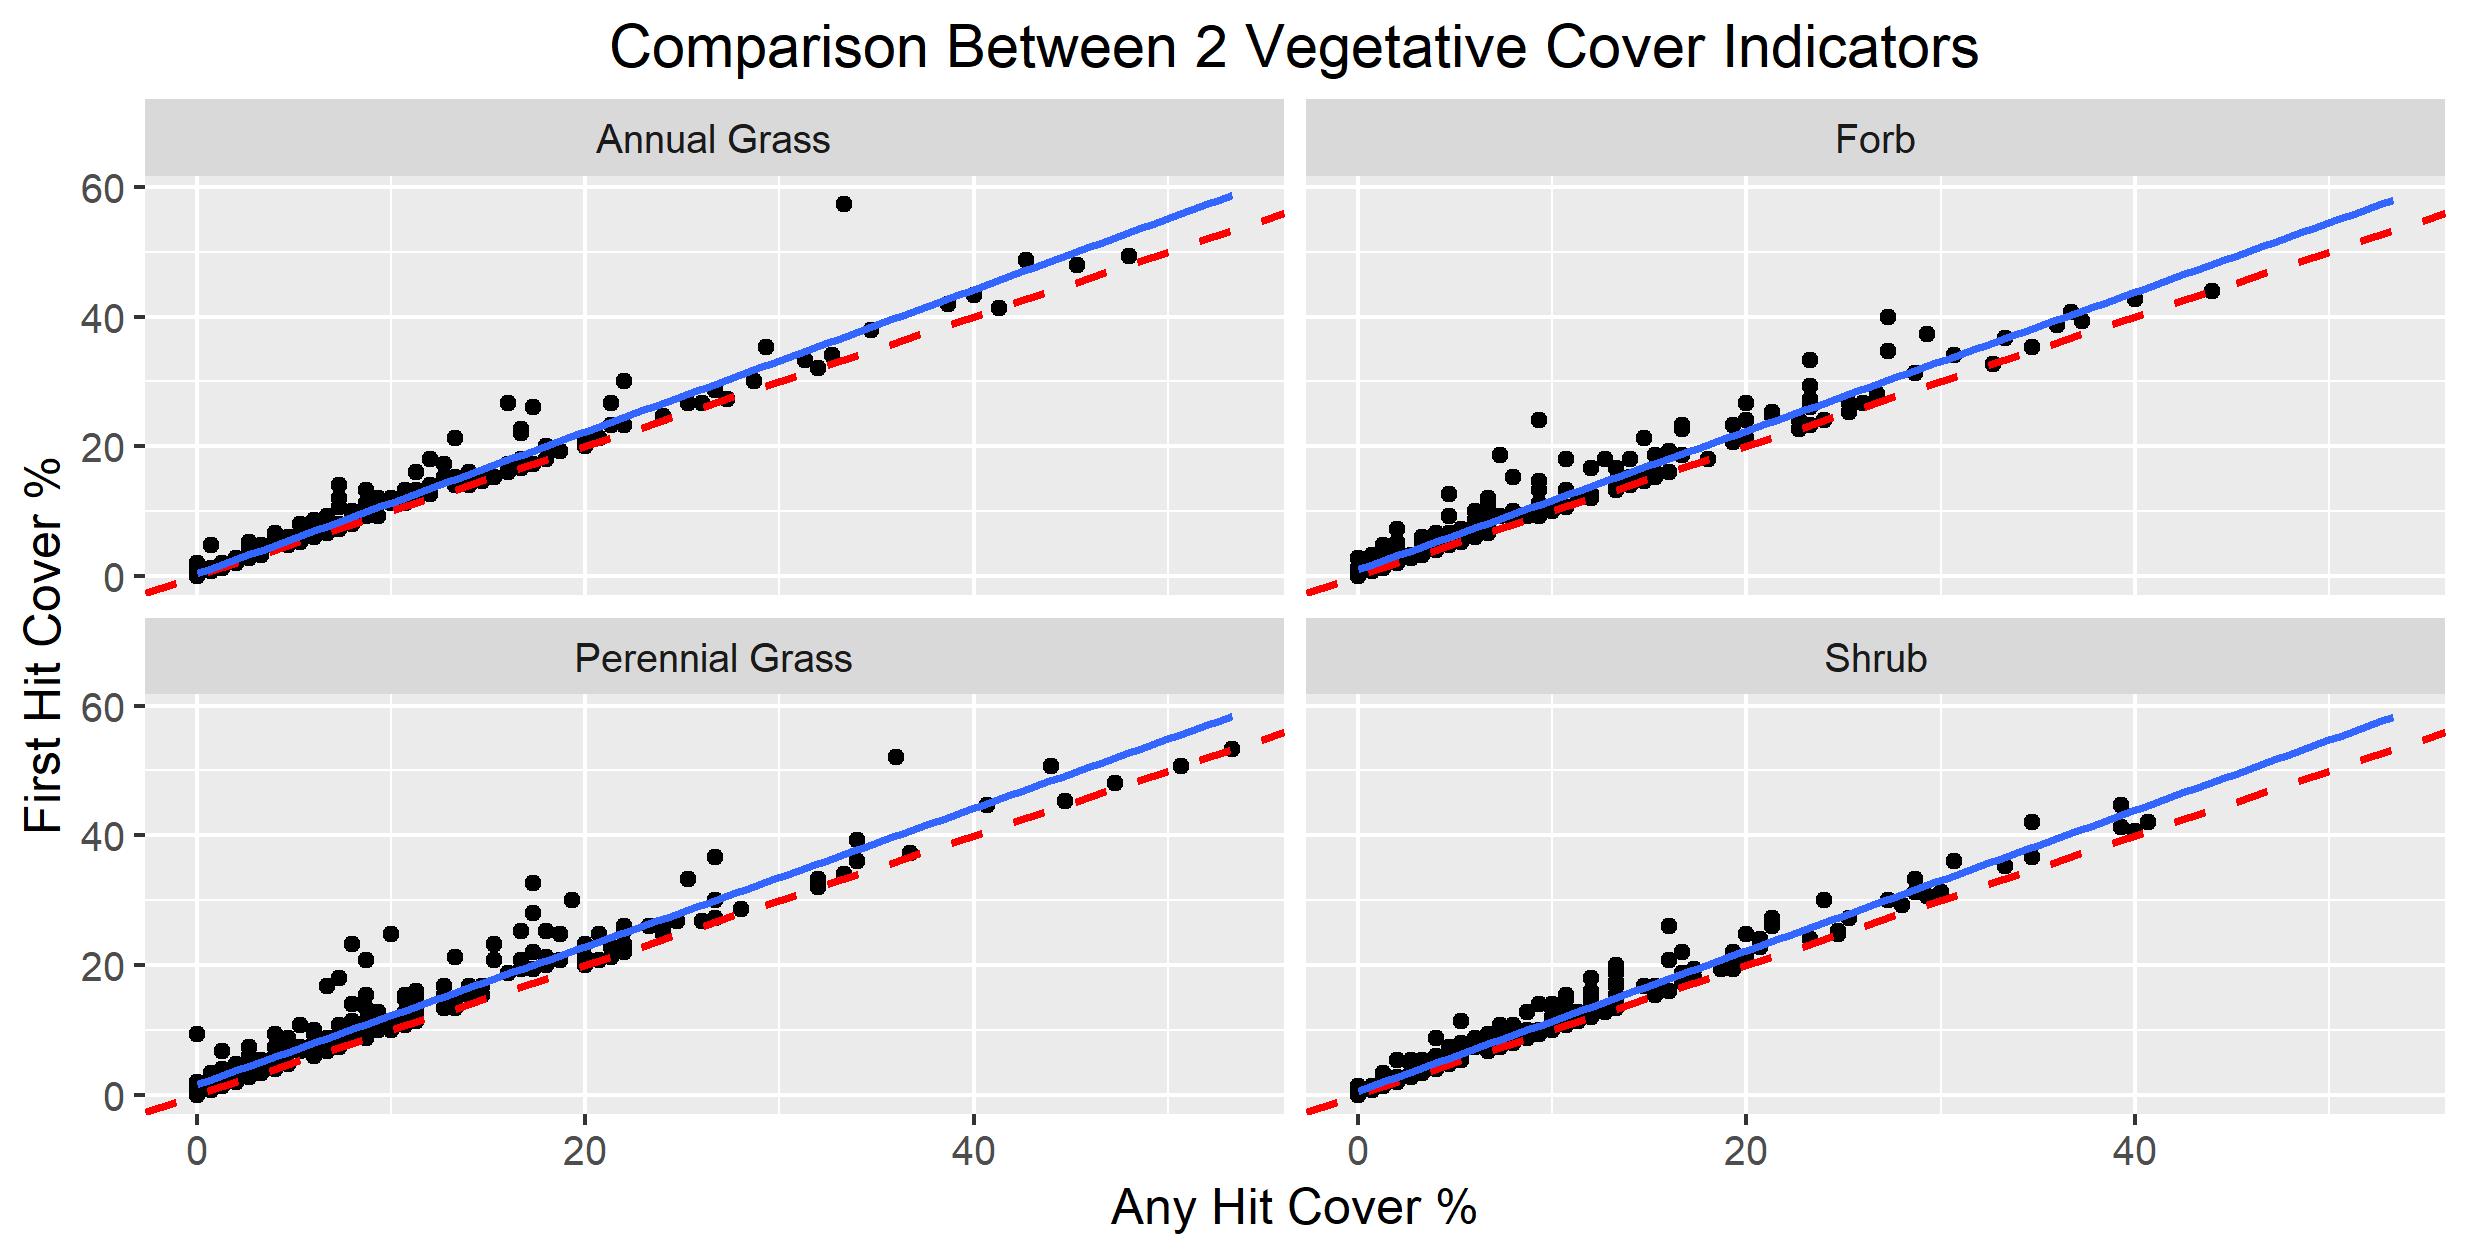 Comparison Between 2 Vegetative Cover Indicators
Annual Grass
Forb
60
40
20
0
Perennial Grass
Shrub
60
40
20
0
First Hit Cover %
0 20 40
0 20 40
Any Hit Cover %